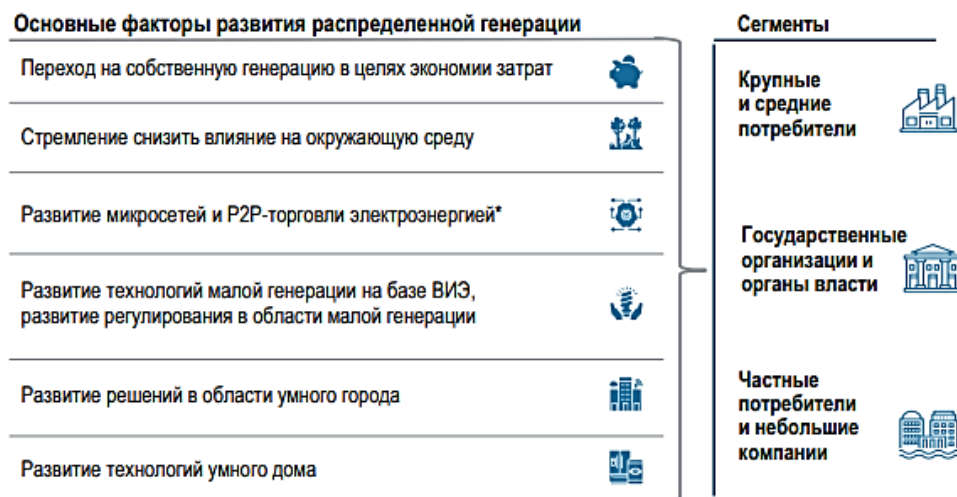 Основные факторы развития распределенной генерации
Переход на собственную генерацию в целях экономии затрат
Стремление снизить влияние на окружающую среду
Развитие микросетей и P2P-торговли электроэнергией*
Развитие технологий малой генерации на базе ВИЭ,
развитие регулирования в области малой генерации
Развитие решений в области умного города
Развитие технологий умного дома
Сегменты
Крупные
и средние
потребители
Государственные
организации и
органы власти
Частные
потребители
и небольшие
компании